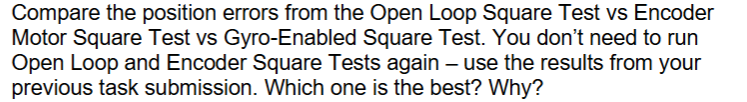 Compare the position errors from the Open Loop Square Test vs Encoder
Motor Square Test vs Gyro-Enabled Square Test. You don’t need to run
Open Loop and Encoder Square Tests again – use the results from your
previous task submission. Which one is the best? Why?